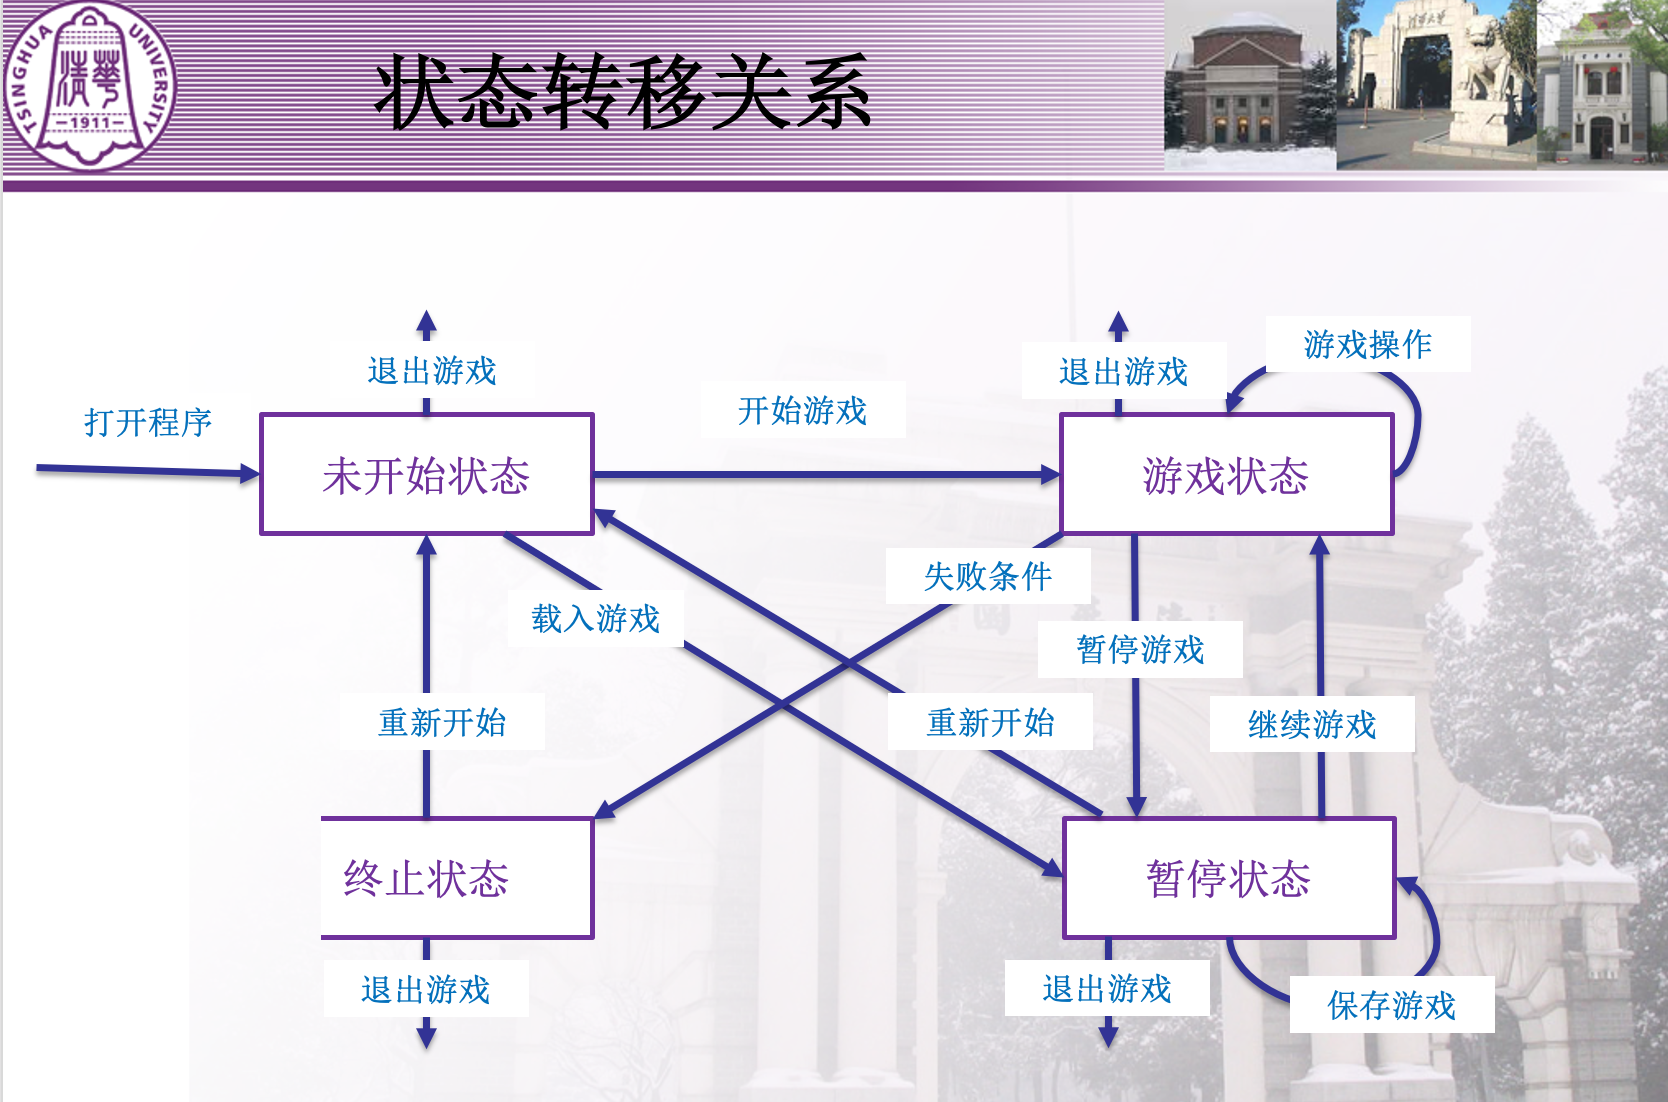 TSINGHUA UNIVERSITY
清華
—1911—
状态转移关系
清华大学
退出游戏
退出游戏
游戏操作
打开程序
开始游戏
未开始状态
游戏状态
失败条件
载入游戏
暂停游戏
重新开始
重新开始
继续游戏
终止状态
暂停状态
退出游戏
退出游戏
保存游戏